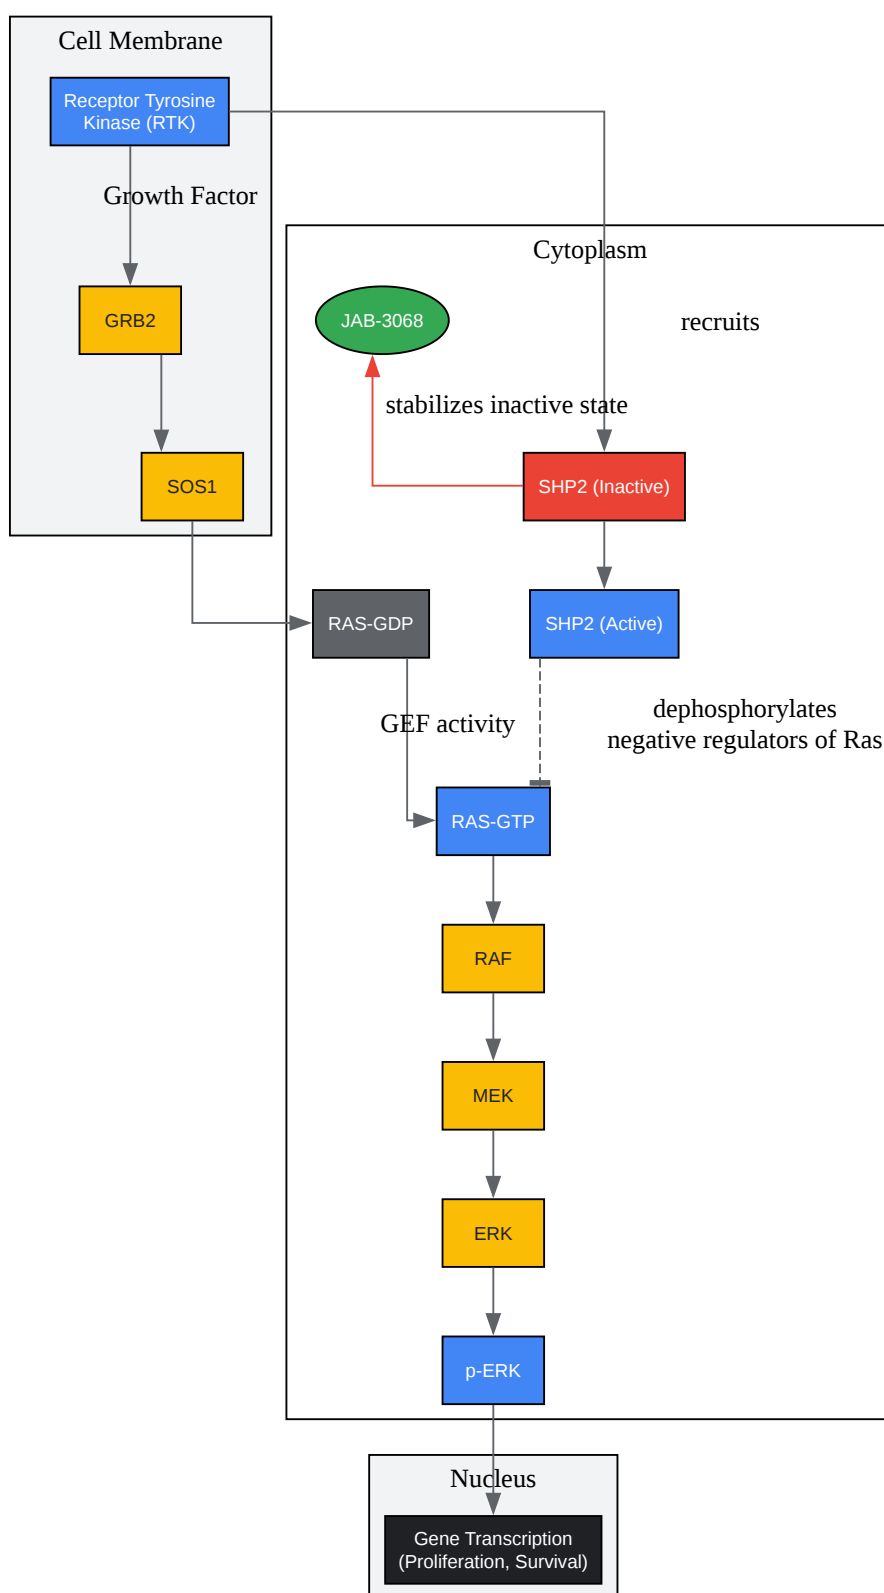 Cell Membrane
Receptor Tyrosine
Kinase (RTK)
Growth Factor
Cytoplasm
GRB2
JAB-3068
recruits
stabilizes inactive state
SOS1
SHP2 (Inactive)
RAS-GDP
SHP2 (Active)
GEF activity
dephosphorylates
negative regulators of Ras
RAS-GTP
RAF
MEK
ERK
p-ERK
Nucleus
Gene Transcription
(Proliferation, Survival)